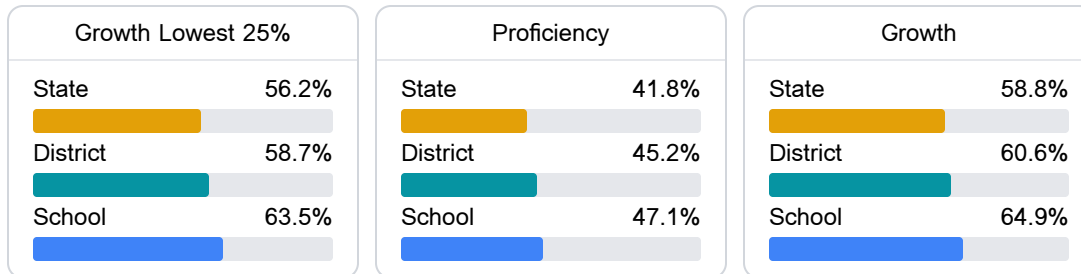 Growth Lowest 25%
State 56.2%
District 58.7%
School 63.5%
Proficiency
State 41.8%
District 45.2%
School 47.1%
Growth
State 58.8%
District 60.6%
School 64.9%